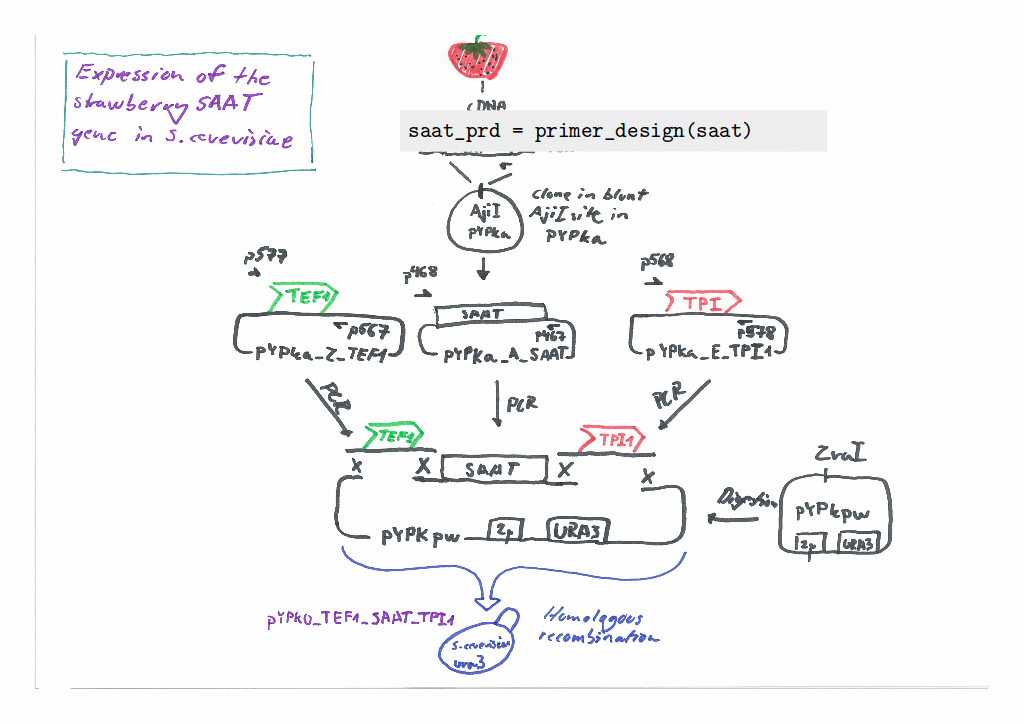 Expression of the
strawberry SAAT
gene in S. cerevisiae
cDNA
saat_prd = primer_design(saat)
AjiI
pYPKa
Clone in blunt
AjiI site in
pYPKa
p577
TEF1
p567
pYPKa_Z_TEF1
p468
SAAT
p467
pYPKa_A_SAAT
p568
TPI
p578
pYPKa_E_TPI1
PCR
PCR
PCR
TEF1
TPI1
X X SAAT X X
pYPKpw 2µ URA3
Digestion
ZraI
pYPKpw
2µ URA3
pYPK0_TEF1_SAAT_TPI1
Homologous
recombination
S. cerevisiae
ura3